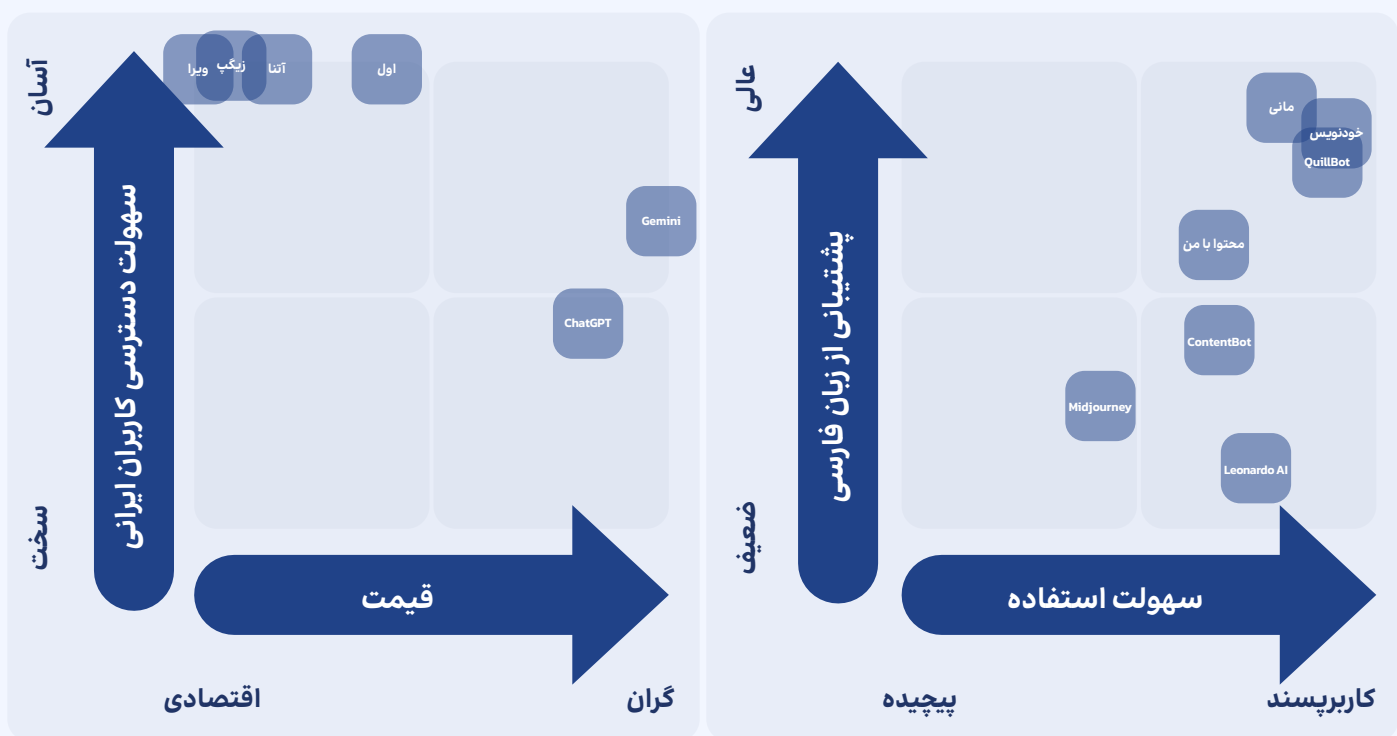 عالی
پشتیبانی از زبان فارسی
ضعیف
مانی
خودنویس
QuillBot
محتوا با من
ContentBot
Midjourney
Leonardo AI
سهولت استفاده
پیچیده
کاربرپسند
آسان
سهولت دسترسی کاربران ایرانی
سخت
ویرا
زیگپ
آتنا
اول
Gemini
ChatGPT
قیمت
اقتصادی
گران